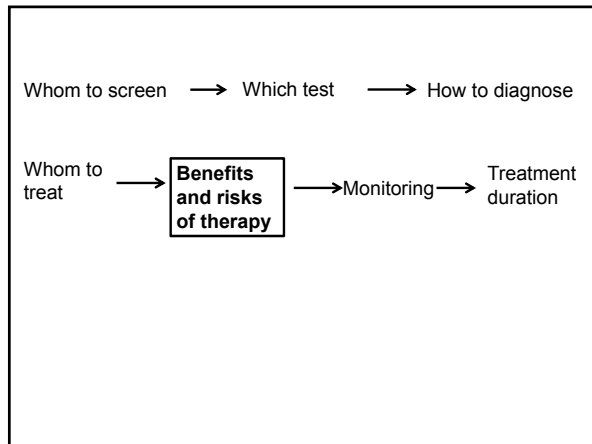 Whom to screen
Which test
How to diagnose
Whom to
treat
Benefits
and risks
of therapy
Monitoring
Treatment
duration